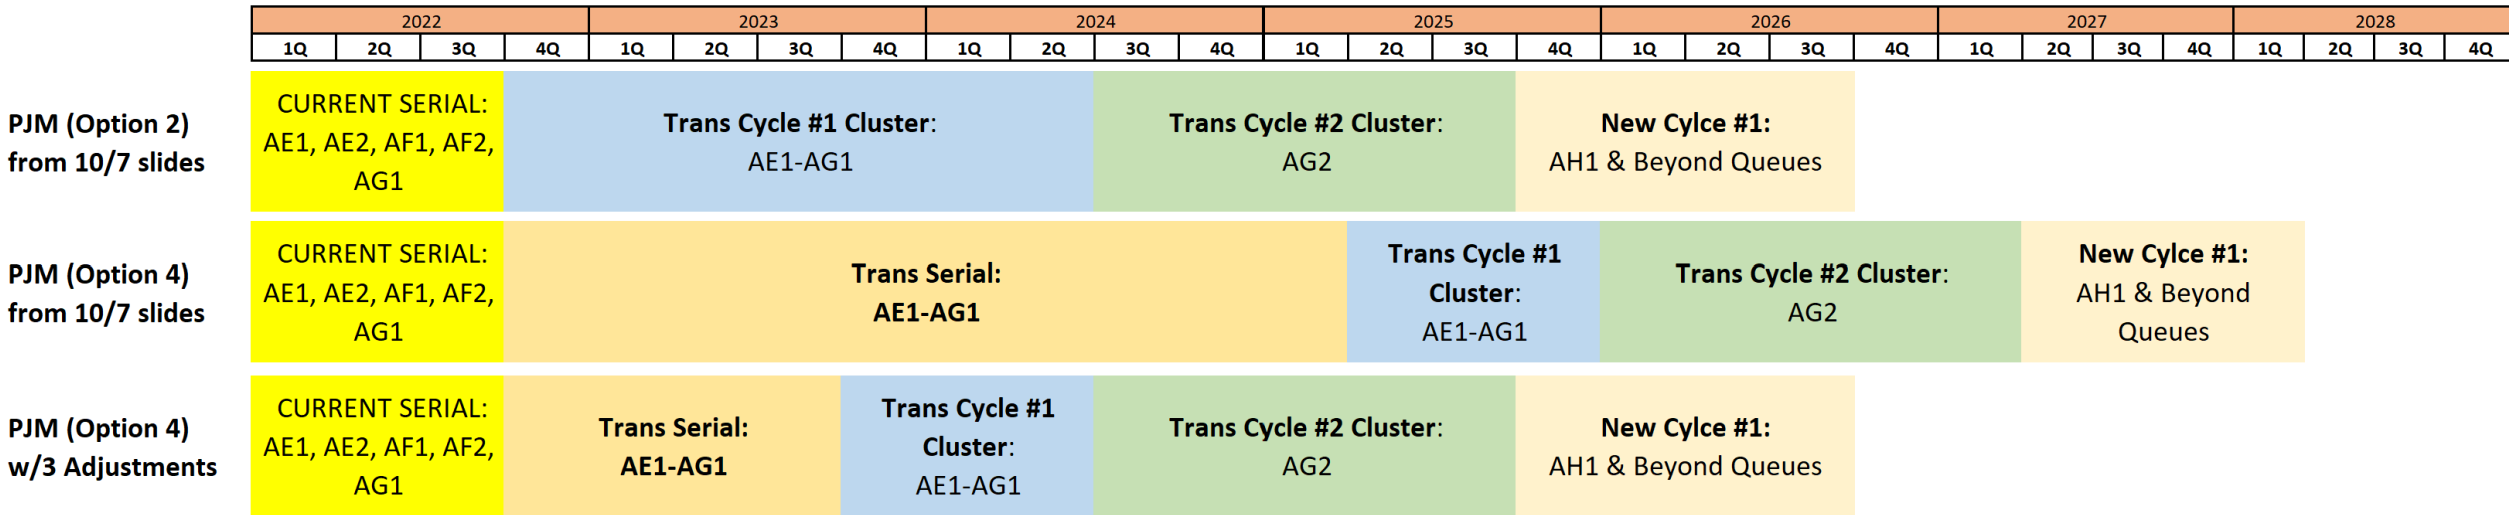 2022 2023 2024 2025 2026 2027 2028
1Q 2Q 3Q 4Q 1Q 2Q 3Q 4Q 1Q 2Q 3Q 4Q 1Q 2Q 3Q 4Q 1Q 2Q 3Q 4Q 1Q 2Q 3Q 4Q 1Q 2Q 3Q 4Q
PJM (Option 2)
from 10/7 slides
CURRENT SERIAL:
AE1, AE2, AF1, AF2,
AG1
Trans Cycle #1 Cluster:
AE1-AG1
Trans Cycle #2 Cluster:
AG2
New Cylce #1:
AH1 & Beyond Queues
PJM (Option 4)
from 10/7 slides
CURRENT SERIAL:
AE1, AE2, AF1, AF2,
AG1
Trans Serial:
AE1-AG1
Trans Cycle #1
Cluster:
AE1-AG1
Trans Cycle #2 Cluster:
AG2
New Cylce #1:
AH1 & Beyond
Queues
PJM (Option 4)
w/3 Adjustments
CURRENT SERIAL:
AE1, AE2, AF1, AF2,
AG1
Trans Serial:
AE1-AG1
Trans Cycle #1
Cluster:
AE1-AG1
Trans Cycle #2 Cluster:
AG2
New Cylce #1:
AH1 & Beyond Queues